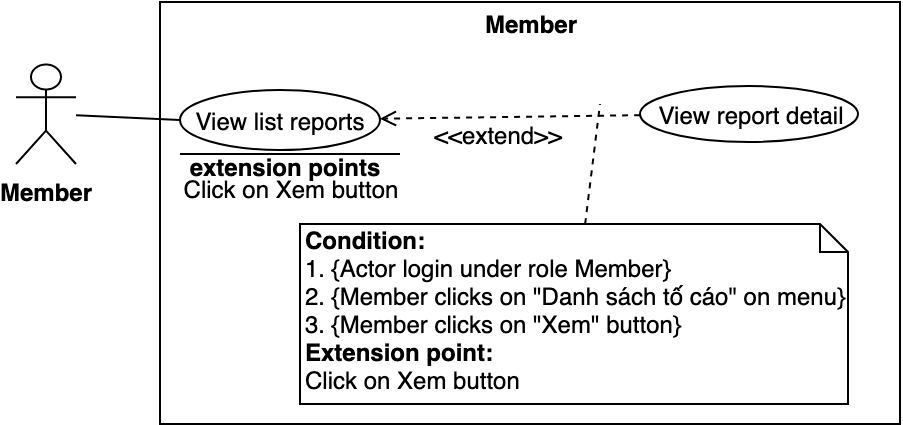 Member
Member
View list reports
<<extend>>
View report detail
extension points
Click on Xem button
Condition:
1. {Actor login under role Member}
2. {Member clicks on "Danh sách tố cáo" on menu}
3. {Member clicks on "Xem" button}
Extension point:
Click on Xem button